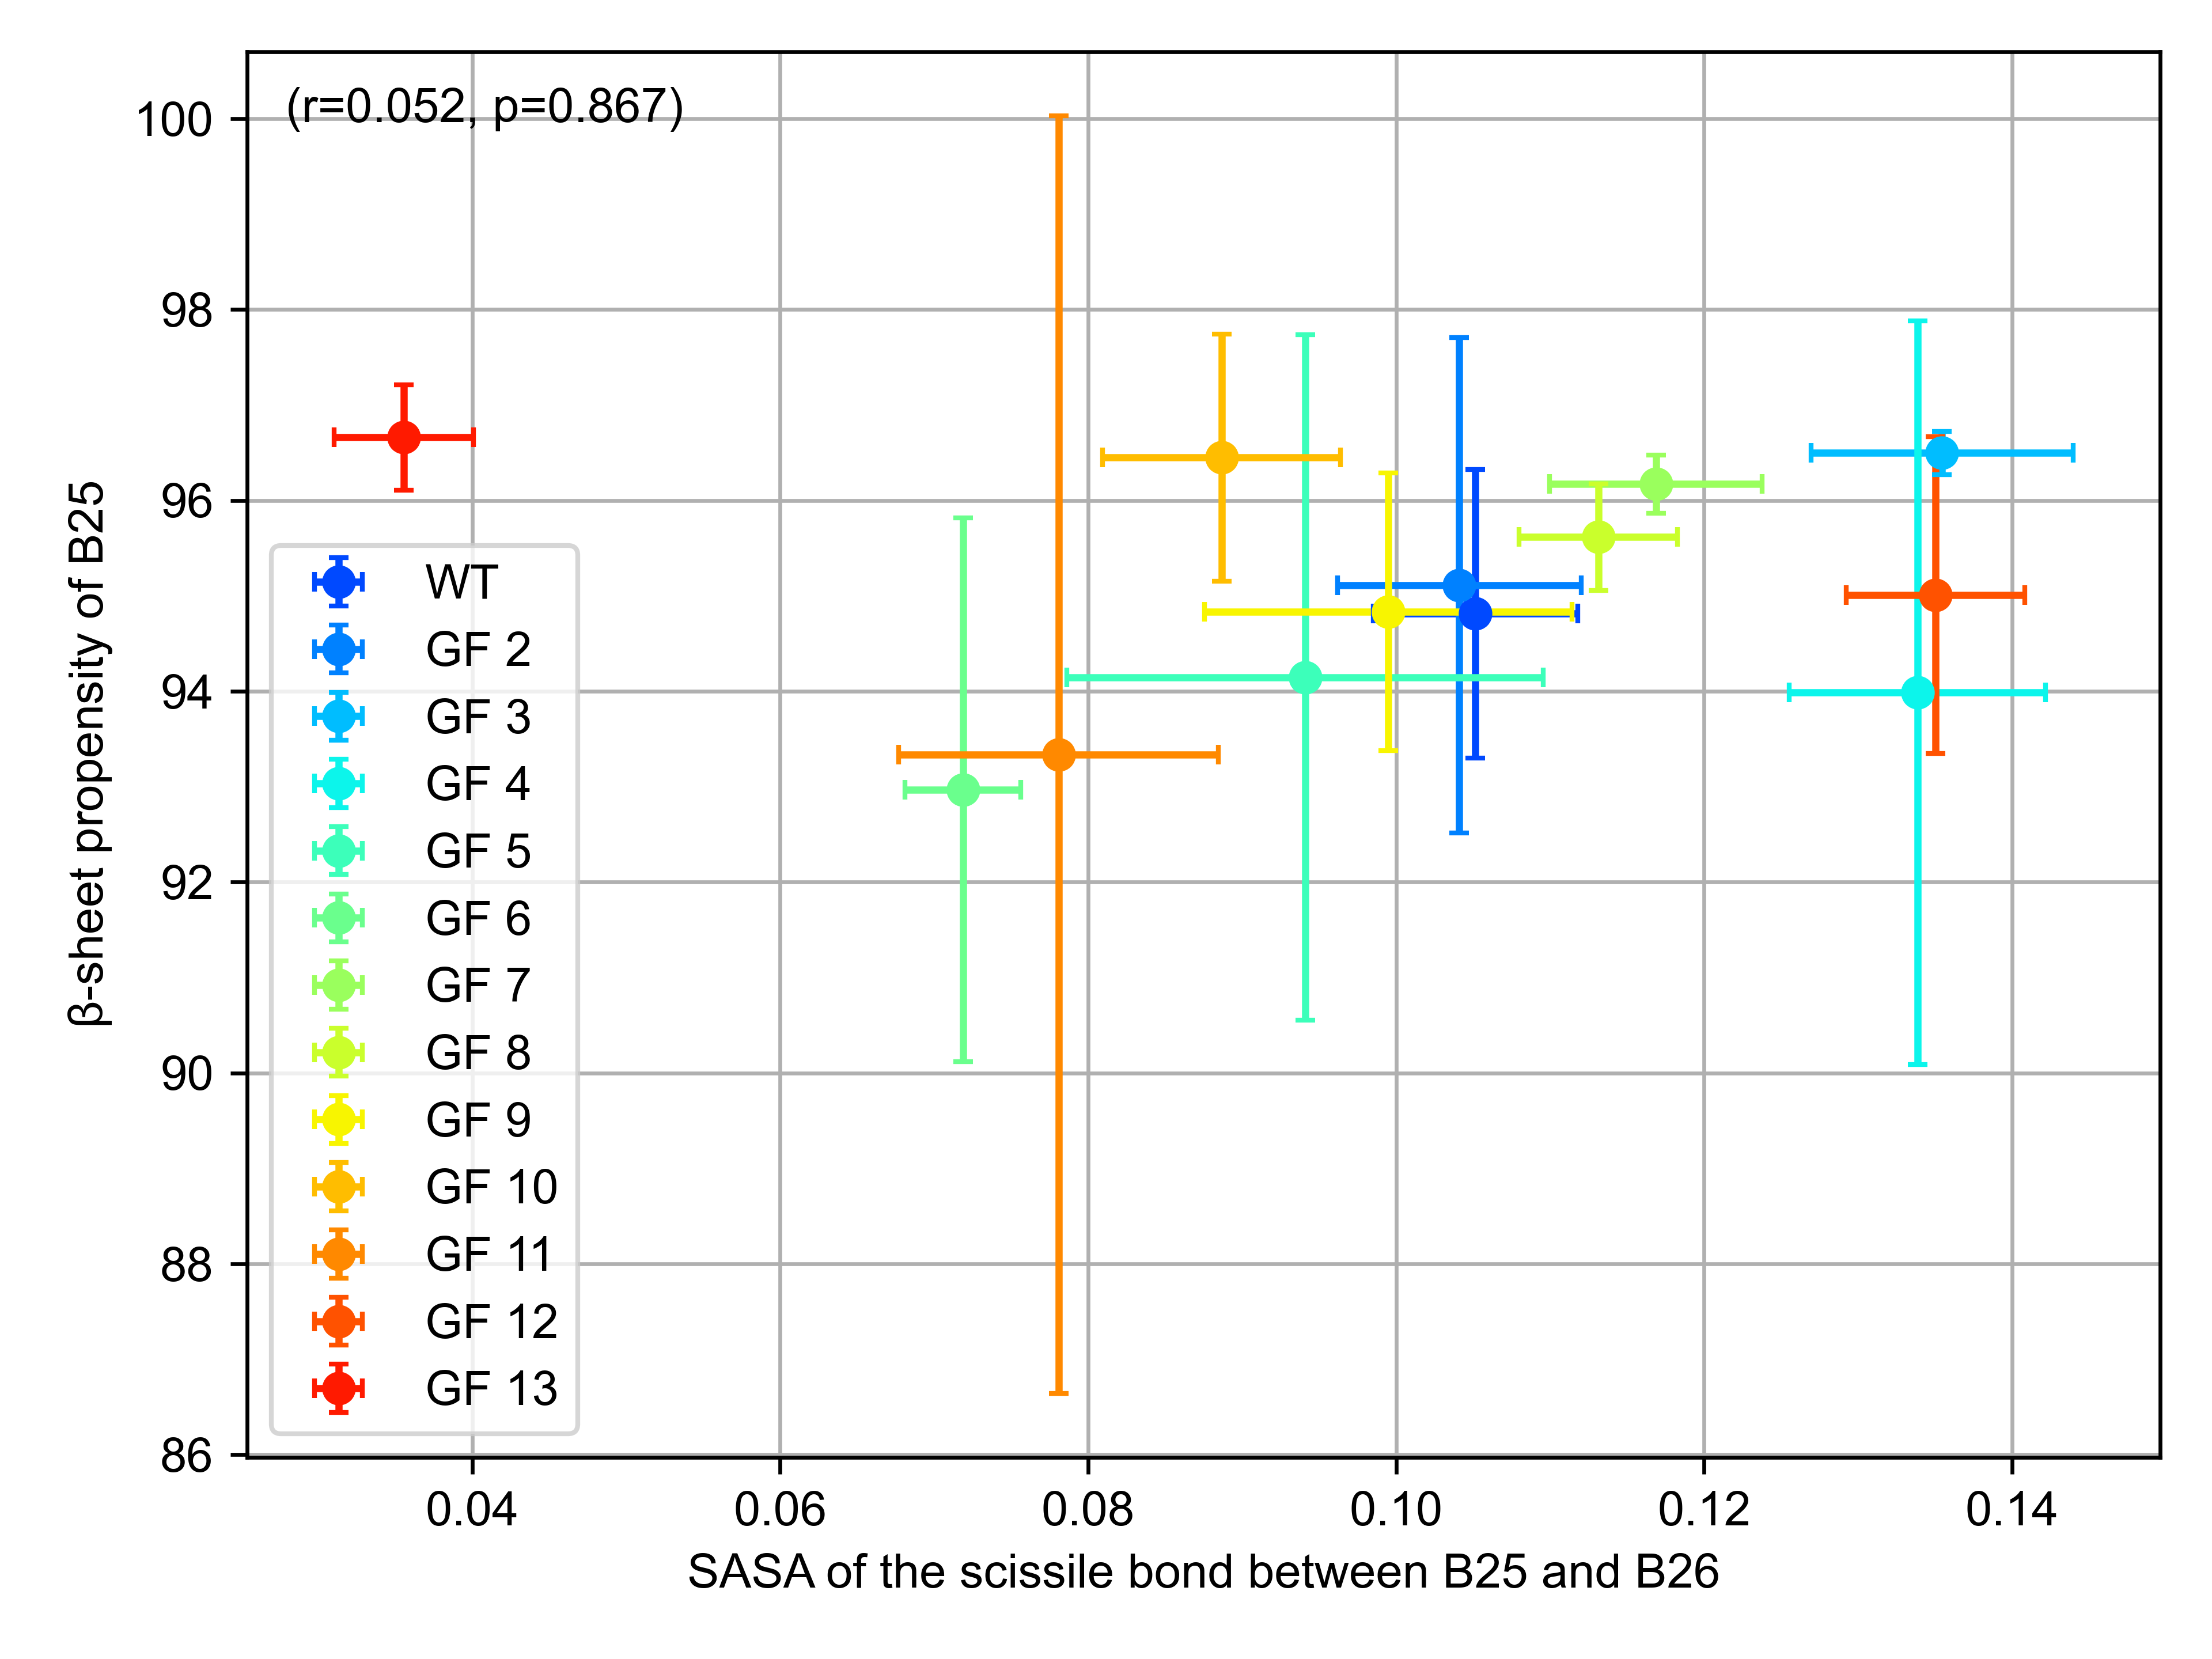 (r=0.052, p=0.867)
100
98
96
94
92
90
88
86
β-sheet propensity of B25
WT
GF 2
GF 3
GF 4
GF 5
GF 6
GF 7
GF 8
GF 9
GF 10
GF 11
GF 12
GF 13
0.04 0.06 0.08 0.10 0.12 0.14
SASA of the scissile bond between B25 and B26